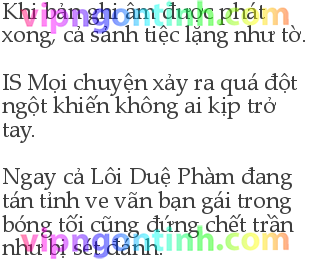 Khi bản ghi âm được phát
xong, cả sảnh tiệc lặng như tờ.
IS Mọi chuyện xảy ra quá đột
ngột khiến không ai kịp trở
tay.
Ngay cả Lôi Duệ Phàm đang
tán tỉnh ve vãn bạn gái trong
bóng tối cũng đứng chết trần
như bị sét đánh.
vipngontinh.com
vipngontinh.com